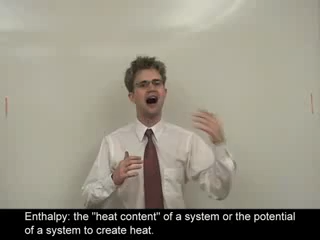 Enthalpy: the "heat content" of a system or the potential
of a system to create heat.